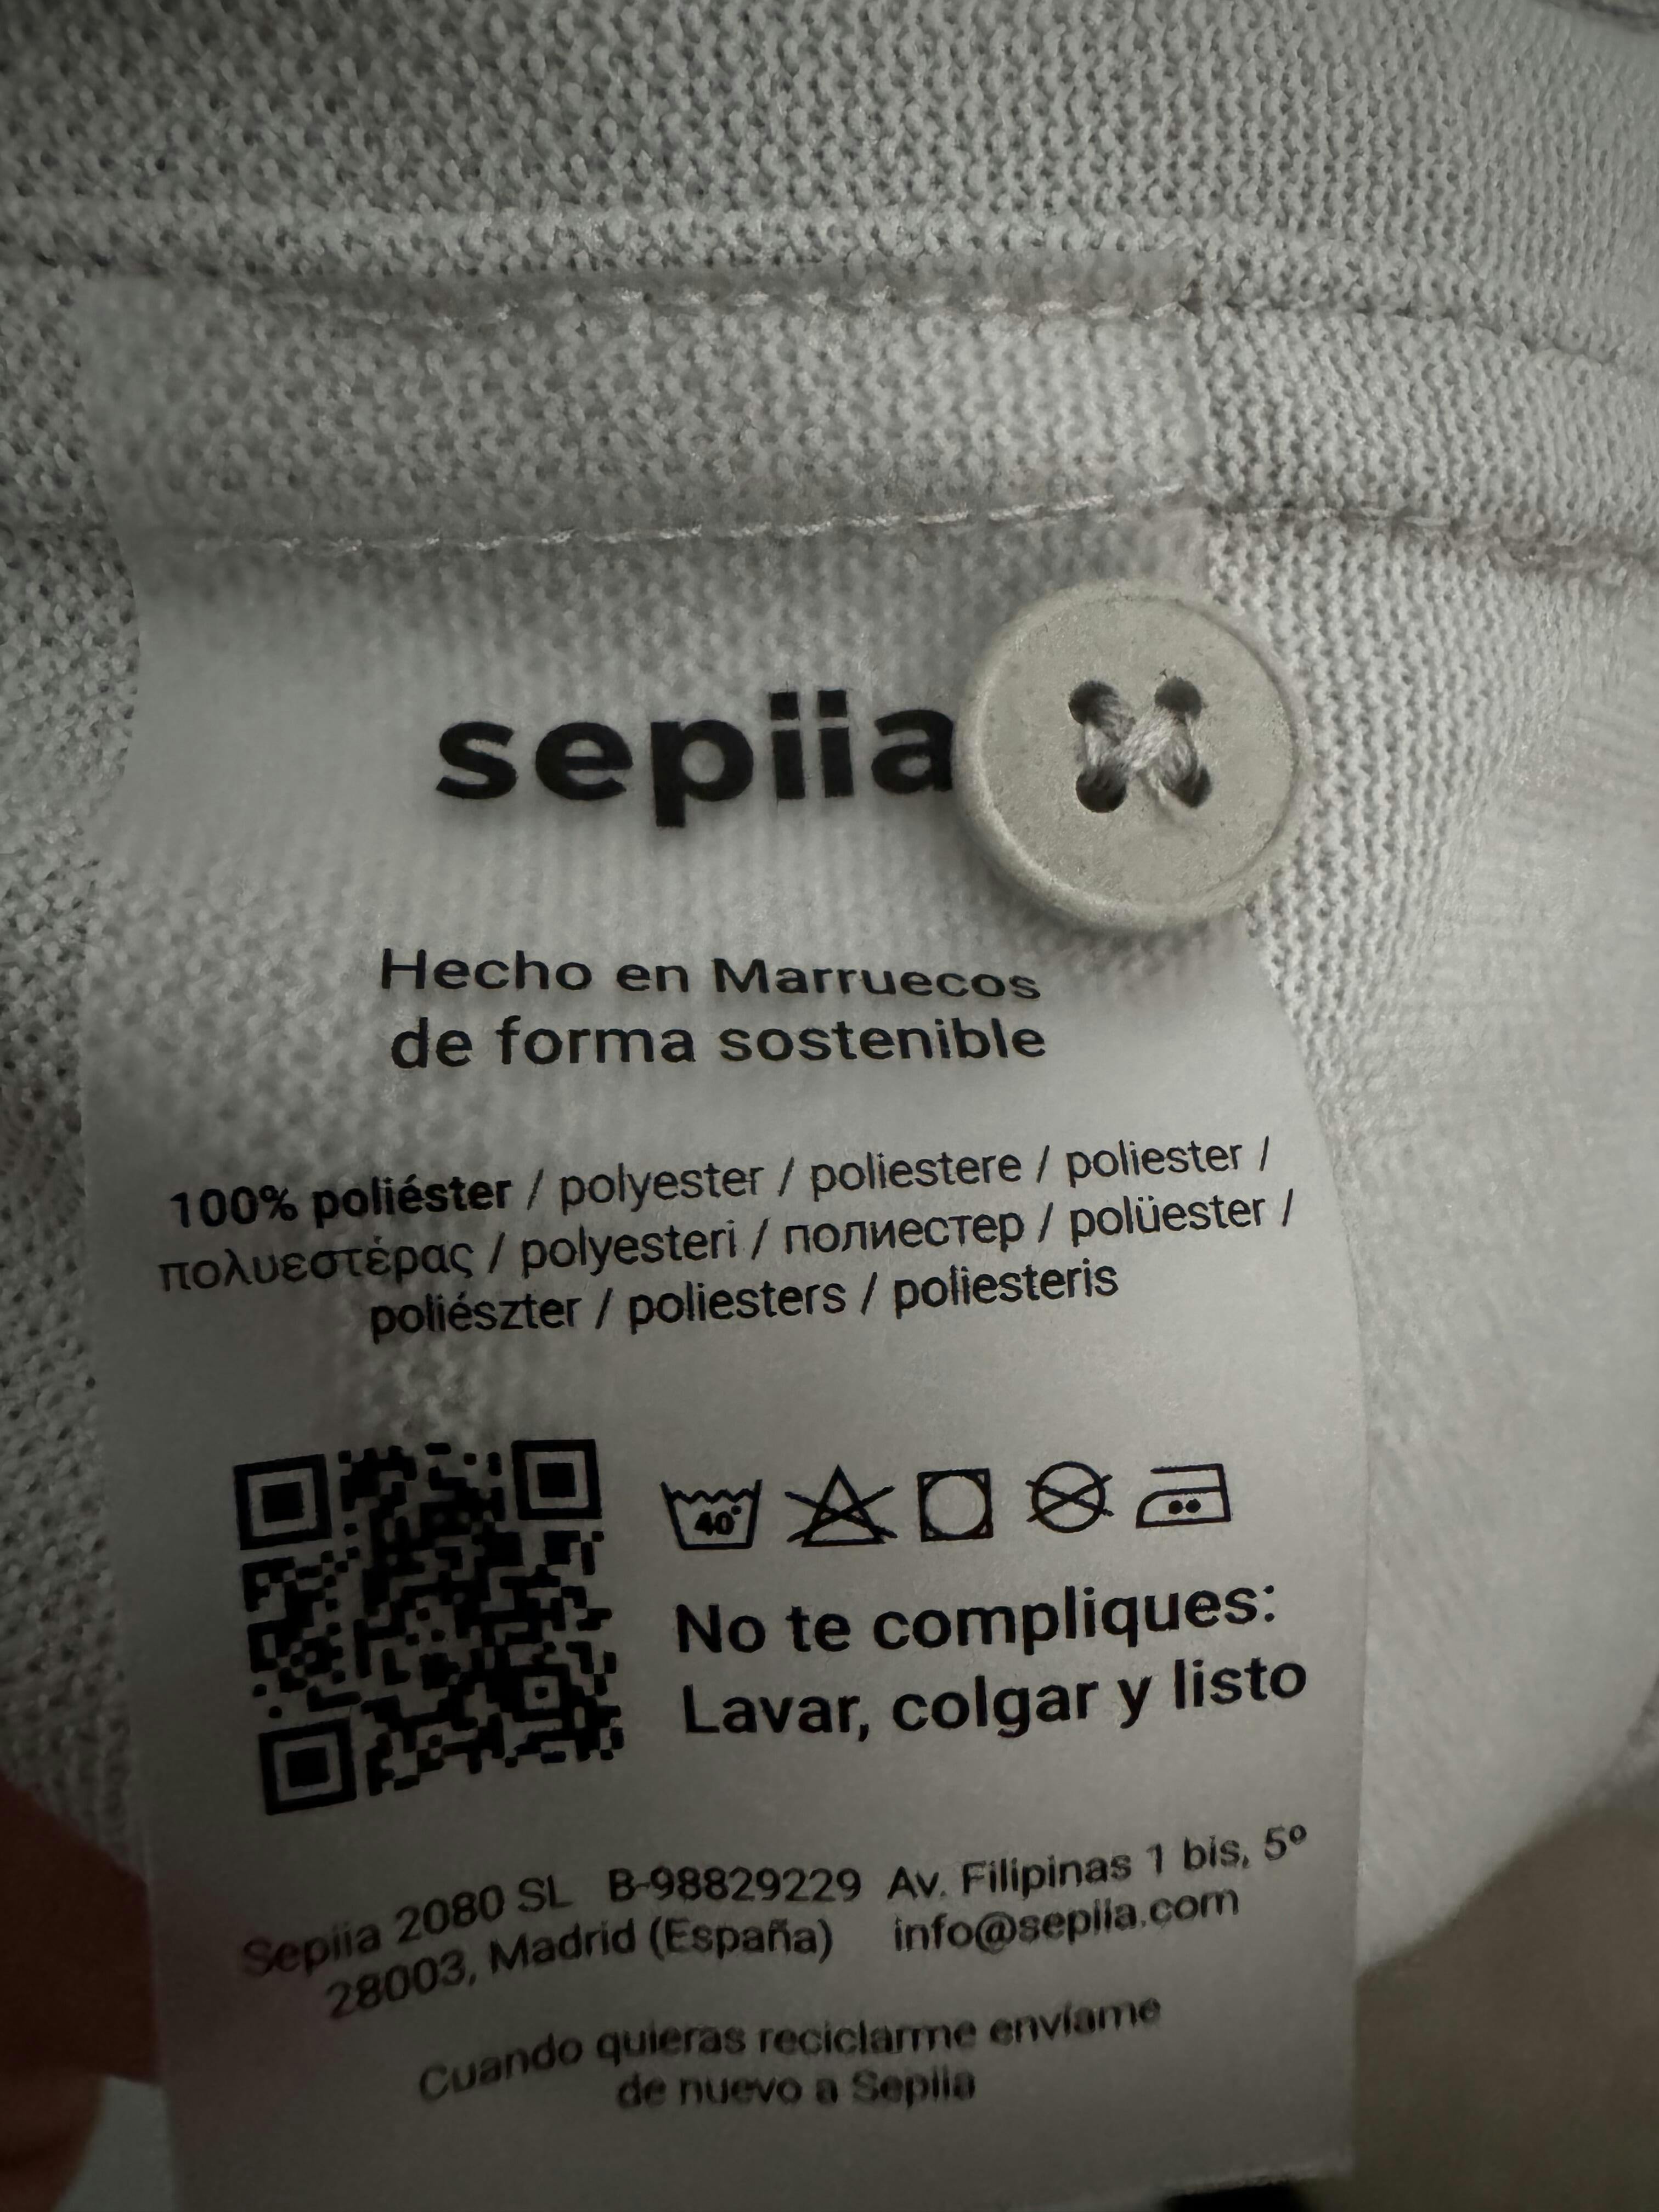 sepiia
Hecho en Marruecos
de forma sostenible
100% poliéster / polyester / poliestere / poliester /
πολυεστέρας / polyesteri / полиестер / polüester /
poliészter / poliesters / poliesteris
40°
No te compliques:
Lavar, colgar y listo
Sepiia 2080 SL B-98829229 Av. Filipinas 1 bis, 5º
28003, Madrid (España) info@sepiia.com
Cuando quieras reciclarme envíame
de nuevo a Sepiia